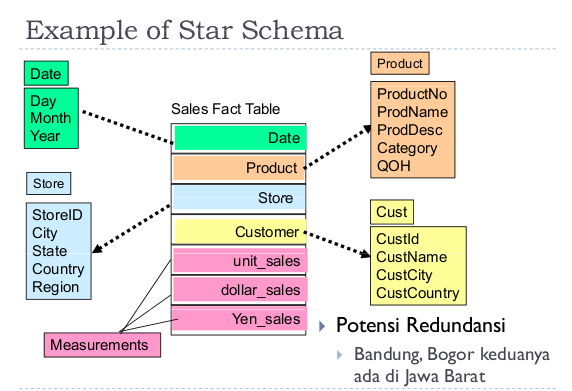 Example of Star Schema
Date
Day
Month
Year
Store
StoreID
City
State
Country
Region
Measurements
Sales Fact Table
Date
Product
Store
Customer
unit_sales
dollar_sales
Yen_sales
Product
ProductNo
ProdName
ProdDesc
Category
QOH
Cust
CustId
CustName
CustCity
CustCountry
Potensi Redundansi
Bandung, Bogor keduanya
ada di Jawa Barat